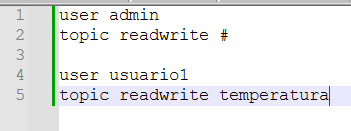 1 user admin
2 topic readwrite #
3
4 user usuario1
5 topic readwrite temperatura